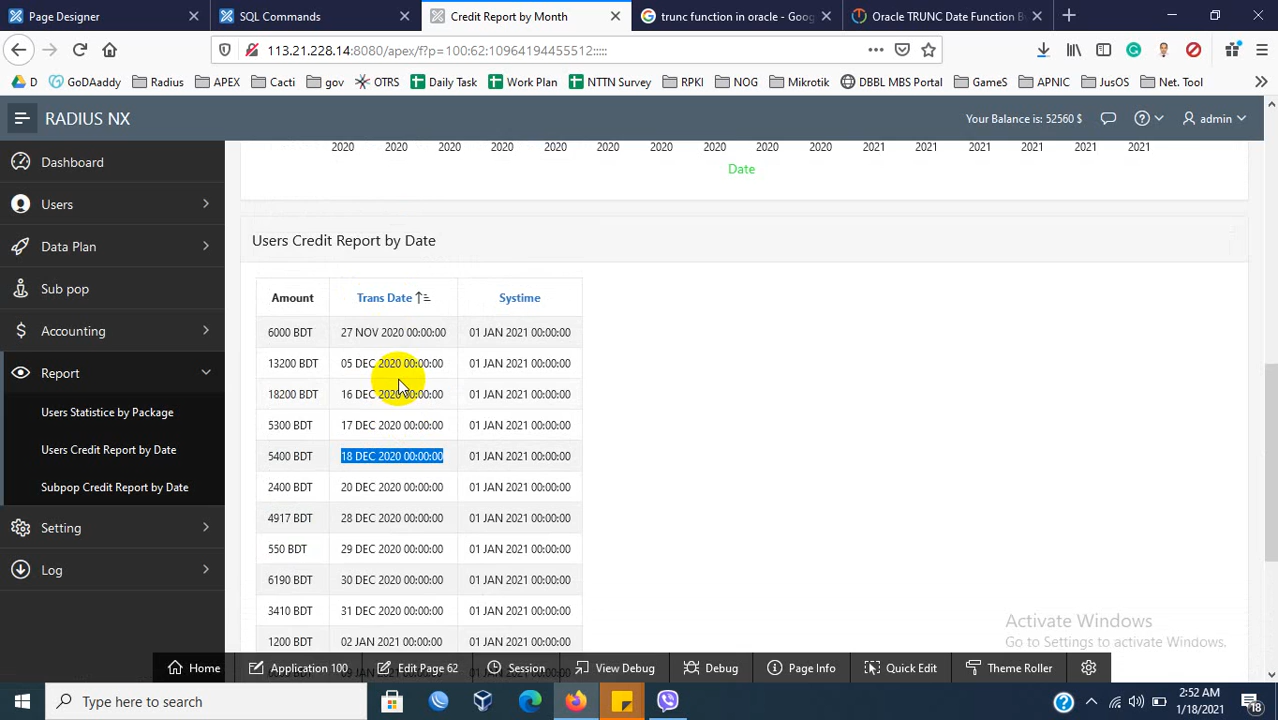 Page Designer
SQL Commands
Credit Report by Month
trunc function in oracle - Goog
Oracle TRUNC Date Function B
113.21.228.14:8080/apex/f?p=100:62:10964194455512:::::
D
GoDAaddy
Radius
APEX
Cacti
gov
OTRS
Daily Task
Work Plan
NTTN Survey
RPKI
NOG
Mikrotik
DBBL MBS Portal
GameS
APNIC
JusOS
Net. Tool
RADIUS NX
Your Balance is: 52560 $
admin
Dashboard
Users
Data Plan
Sub pop
Accounting
Report
Users Statistice by Package
Users Credit Report by Date
Subpop Credit Report by Date
Setting
Log
2020 2020 2020 2020 2020 2020 2020 2020 2020 2020 2021 2021 2021 2021 2021 2021
Date
Users Credit Report by Date
Amount Trans Date Systime
6000 BDT 27 NOV 2020 00:00:00 01 JAN 2021 00:00:00
13200 BDT 05 DEC 2020 00:00:00 01 JAN 2021 00:00:00
18200 BDT 16 DEC 2020 00:00:00 01 JAN 2021 00:00:00
5300 BDT 17 DEC 2020 00:00:00 01 JAN 2021 00:00:00
5400 BDT 18 DEC 2020 00:00:00 01 JAN 2021 00:00:00
2400 BDT 20 DEC 2020 00:00:00 01 JAN 2021 00:00:00
4917 BDT 28 DEC 2020 00:00:00 01 JAN 2021 00:00:00
550 BDT 29 DEC 2020 00:00:00 01 JAN 2021 00:00:00
6190 BDT 30 DEC 2020 00:00:00 01 JAN 2021 00:00:00
3410 BDT 31 DEC 2020 00:00:00 01 JAN 2021 00:00:00
1200 BDT 02 JAN 2021 00:00:00 01 JAN 2021 00:00:00
Activate Windows
Go to Settings to activate Windows.
Home
Application 100
Edit Page 62
Session
View Debug
Debug
Page Info
Quick Edit
Theme Roller
Type here to search
2:52 AM
1/18/2021
18